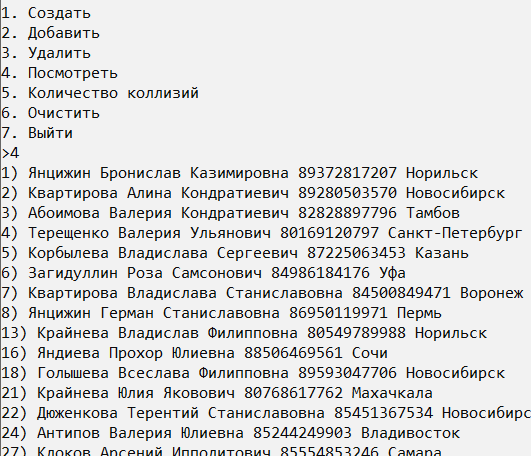 1. Создать
2. Добавить
3. Удалить
4. Посмотреть
5. Количество коллизий
6. Очистить
7. Выйти
>4
1) Янцижин Бронислав Казимировна 89372817207 Норильск
2) Квартирова Алина Кондратиевич 89280503570 Новосибирск
3) Абоимова Валерия Кондратиевич 82828897796 Тамбов
4) Терещенко Валерия Ульянович 80169120797 Санкт-Петербург
5) Корбылева Владислава Сергеевич 87225063453 Казань
6) Загидуллин Роза Самсонович 84986184176 Уфа
7) Квартирова Владислава Станиславовна 84500849471 Воронеж
8) Янцижин Герман Станиславовна 86950119971 Пермь
13) Крайнева Владислав Филипповна 80549789988 Норильск
16) Яндиева Прохор Юлиевна 88506469561 Сочи
18) Голышева Всеслава Филипповна 89593047706 Новосибирск
21) Крайнева Юлия Якович 80768617762 Махачкала
22) Дюженкова Терентий Станиславовна 85451367534 Новосибирс
24) Антипов Валерия Юлиевна 85244249903 Владивосток
27) Клоков Арсений Ипполитович 85554853246 Самара